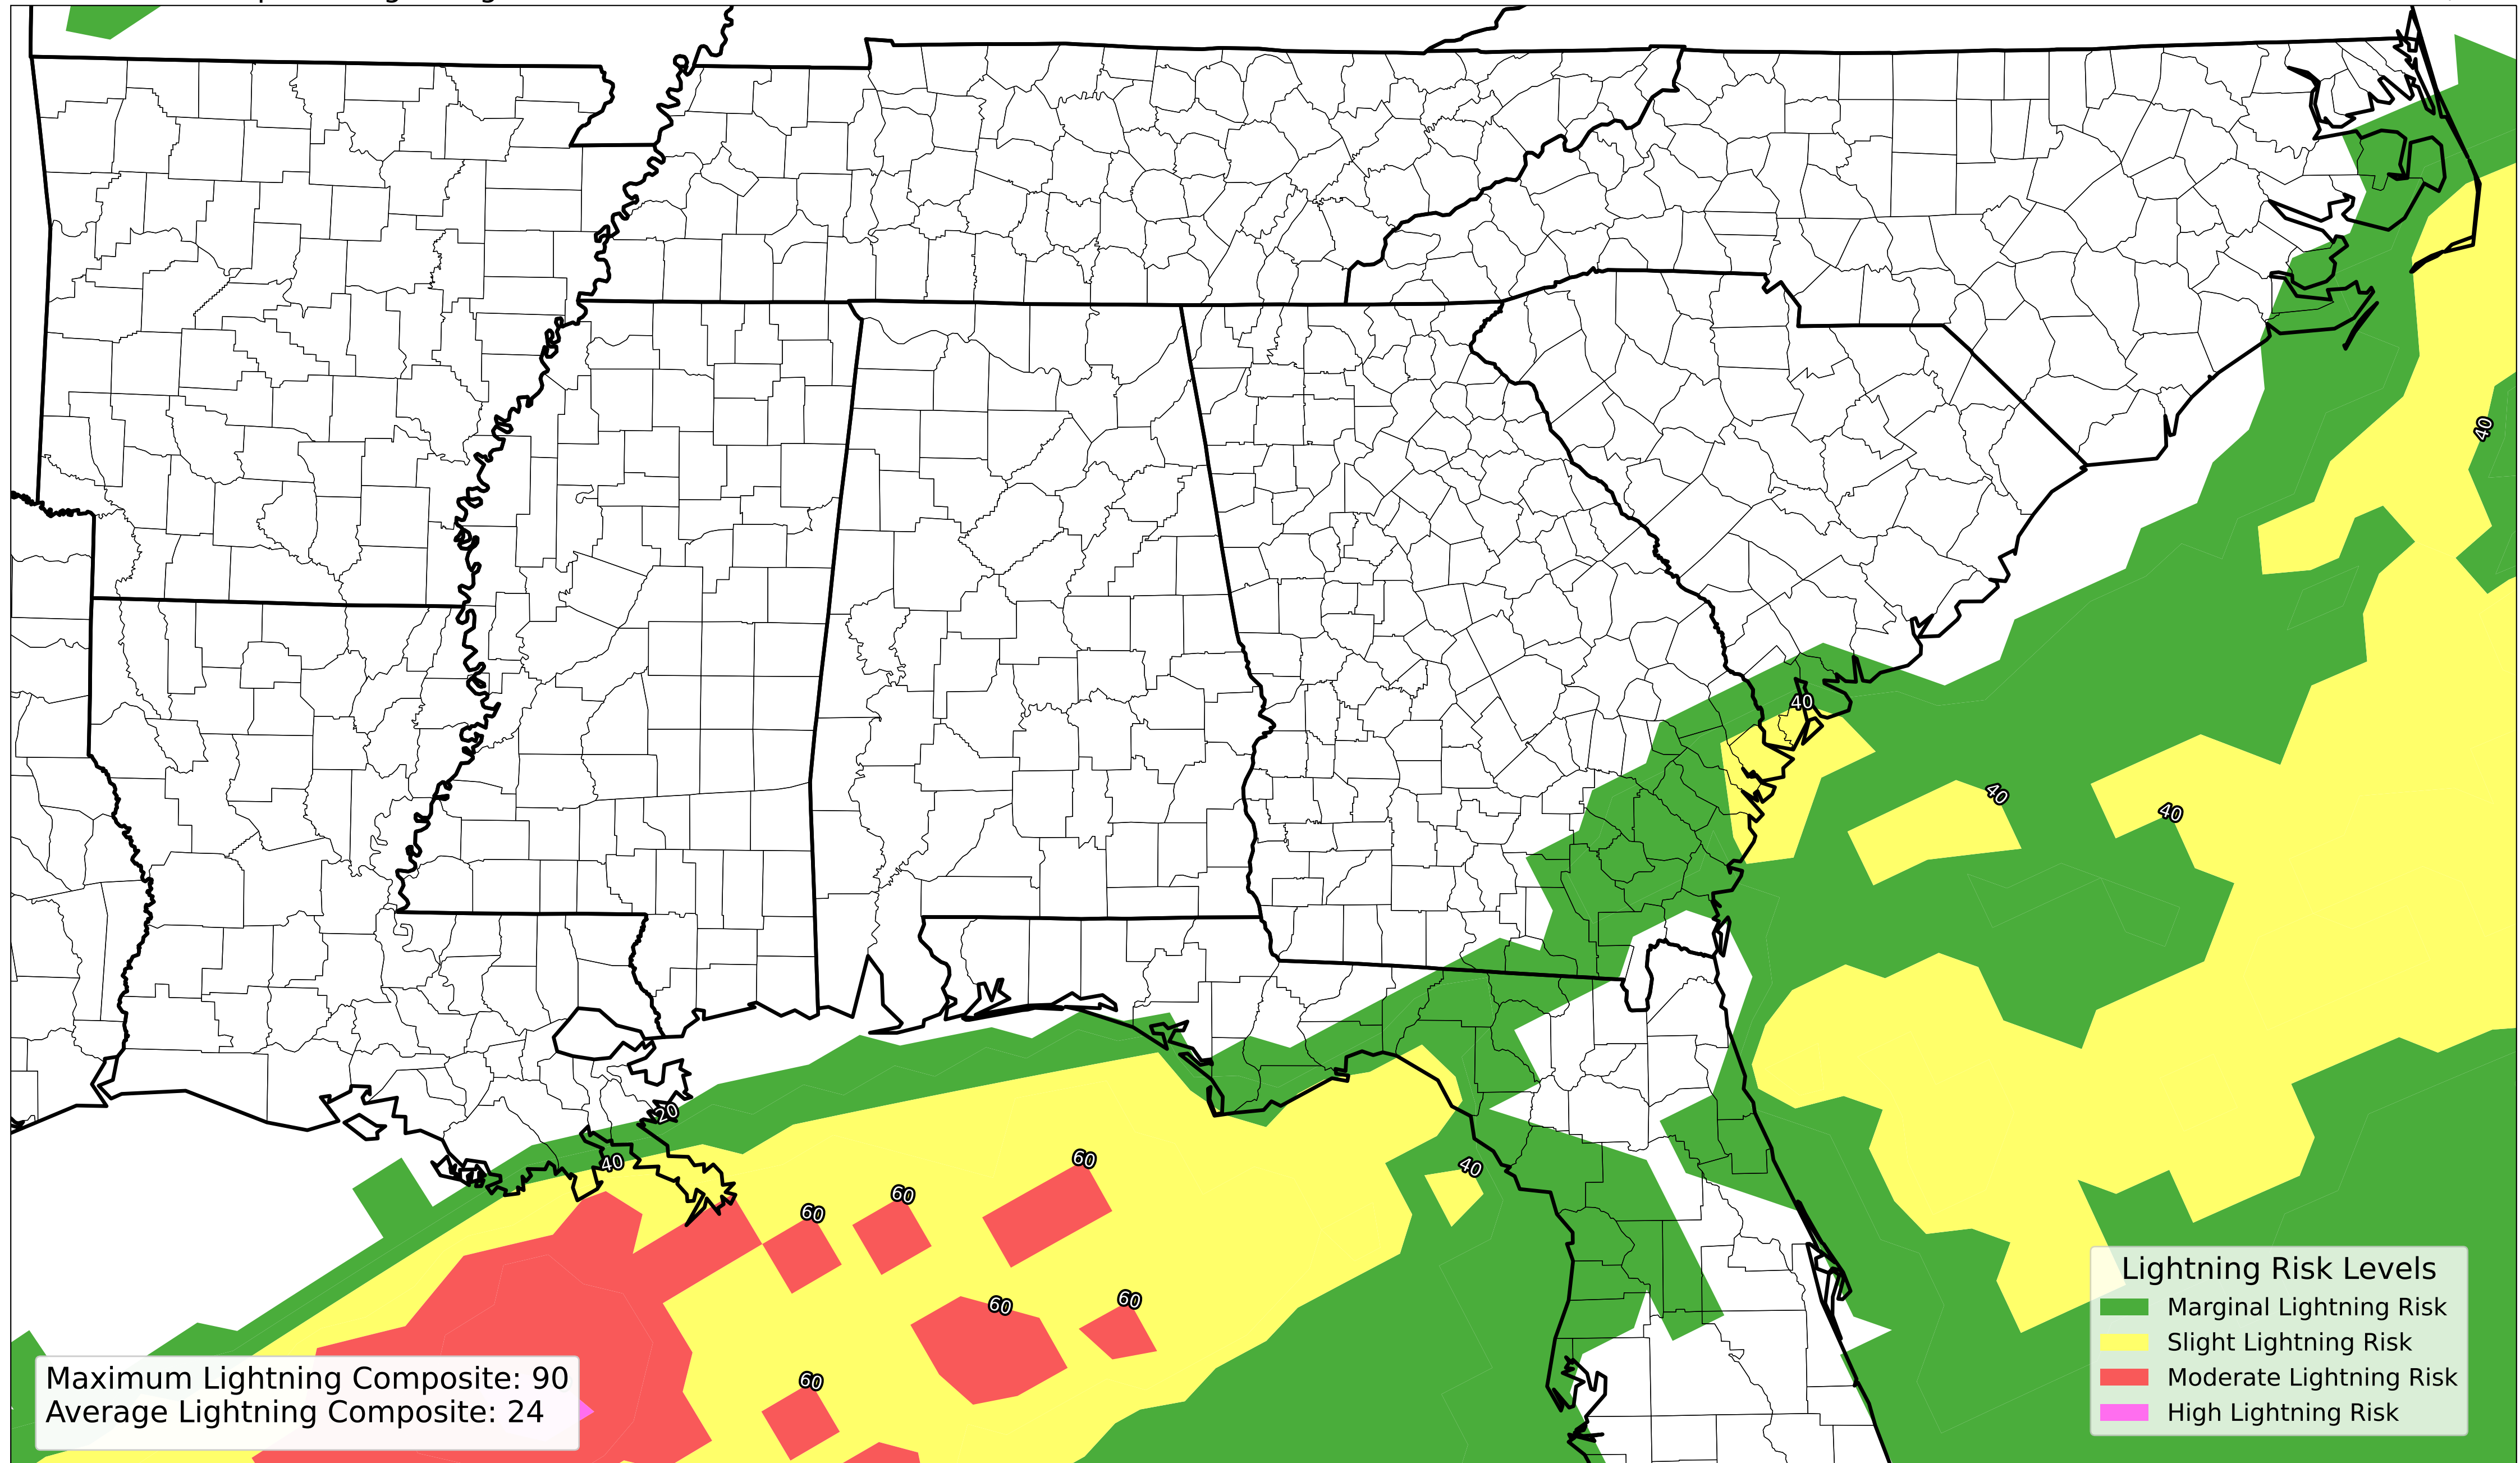 40
40
40
40
20
40
60
40
60
60
60
60
60
Lightning Risk Levels
Marginal Lightning Risk
Slight Lightning Risk
Moderate Lightning Risk
High Lightning Risk
Maximum Lightning Composite: 90
Average Lightning Composite: 24